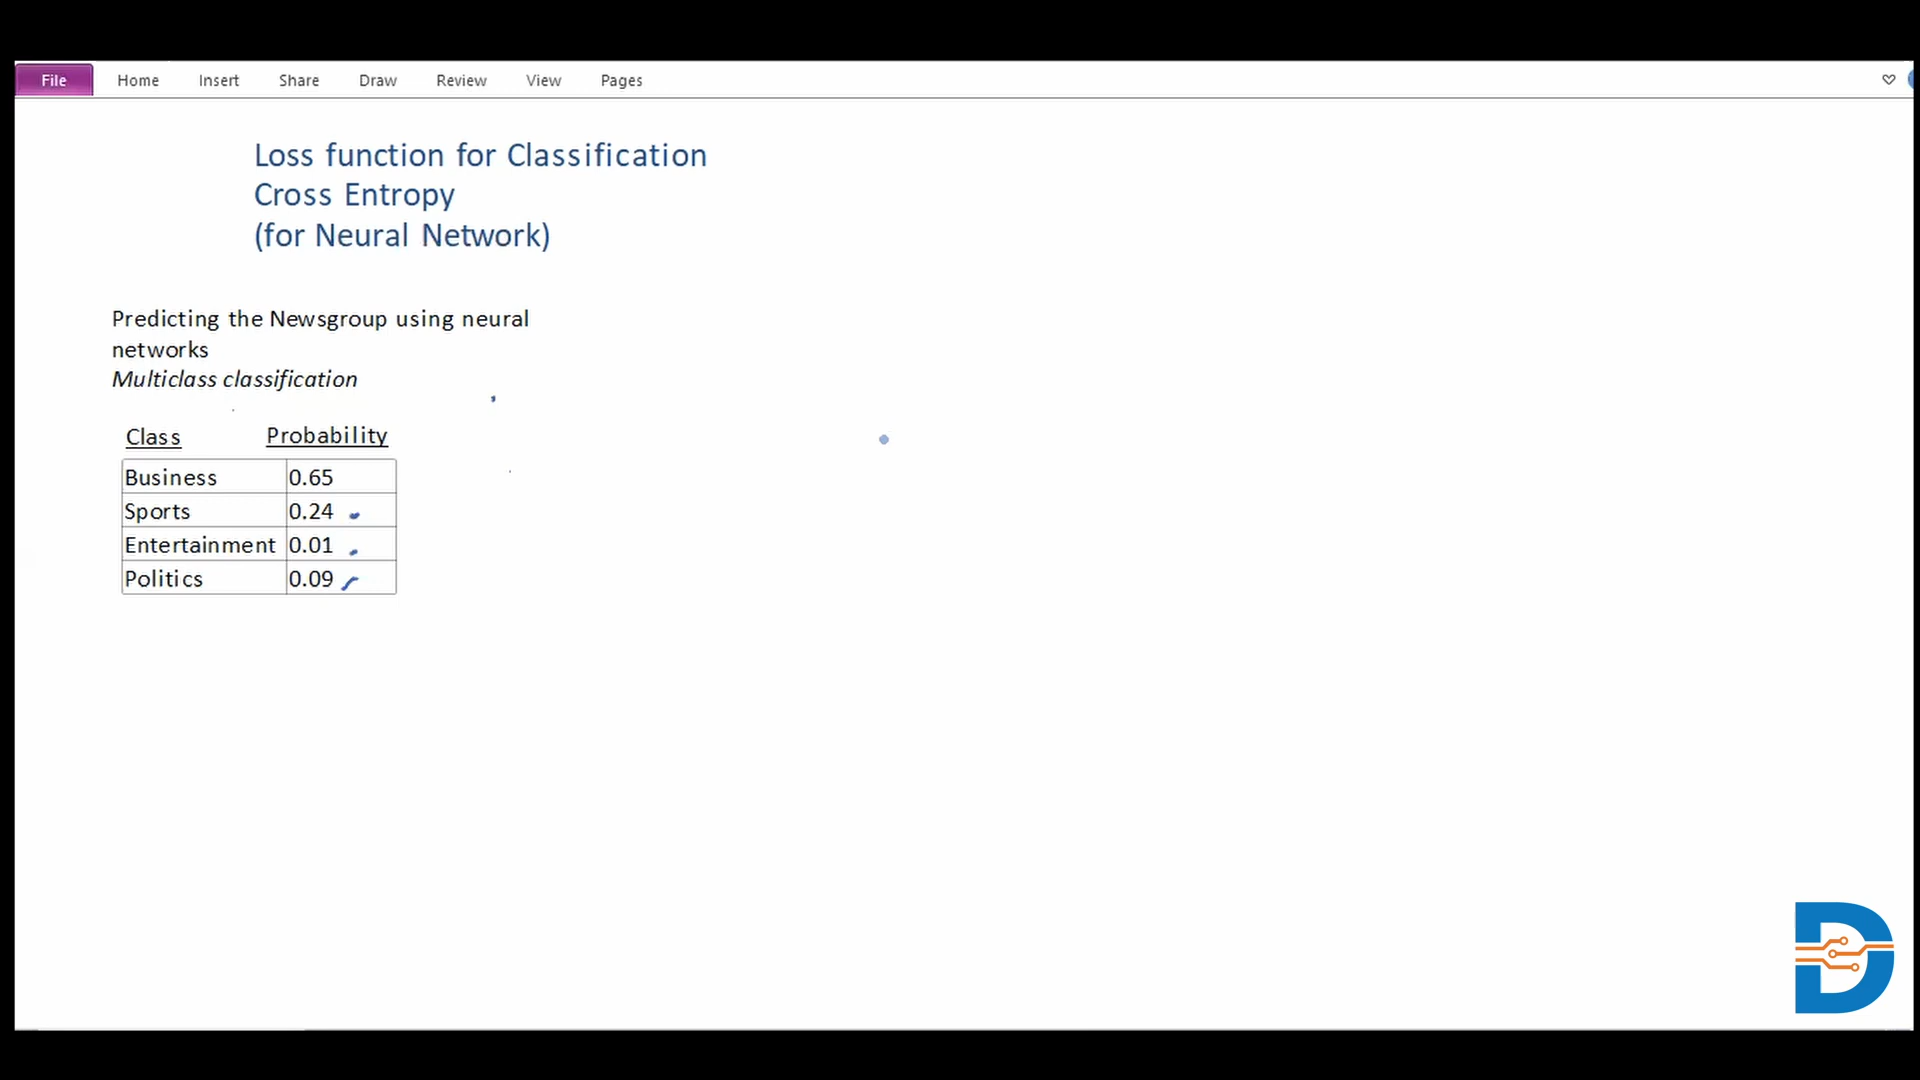 File Home Insert Share Draw Review View Pages
Loss function for Classification
Cross Entropy
(for Neural Network)
Predicting the Newsgroup using neural
networks
Multiclass classification
Class Probability
Business 0.65
Sports 0.24
Entertainment 0.01
Politics 0.09